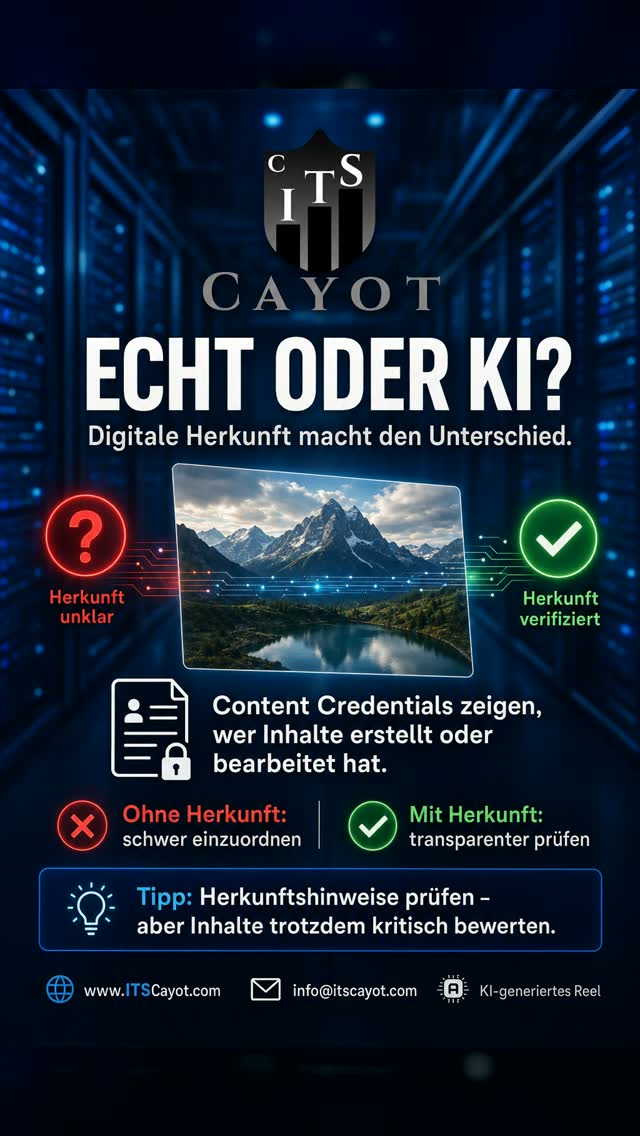 C ITS
CAYOT
ECHT ODER KI?
Digitale Herkunft macht den Unterschied.
?
Herkunft
unklar
Herkunft
verifiziert
Content Credentials zeigen,
wer Inhalte erstellt oder
bearbeitet hat.
Ohne Herkunft:
schwer einzuordnen
Mit Herkunft:
transparenter prüfen
Tipp: Herkunftshinweise prüfen –
aber Inhalte trotzdem kritisch bewerten.
www.ITSCayot.com
info@itscayot.com
A
KI-generiertes Reel